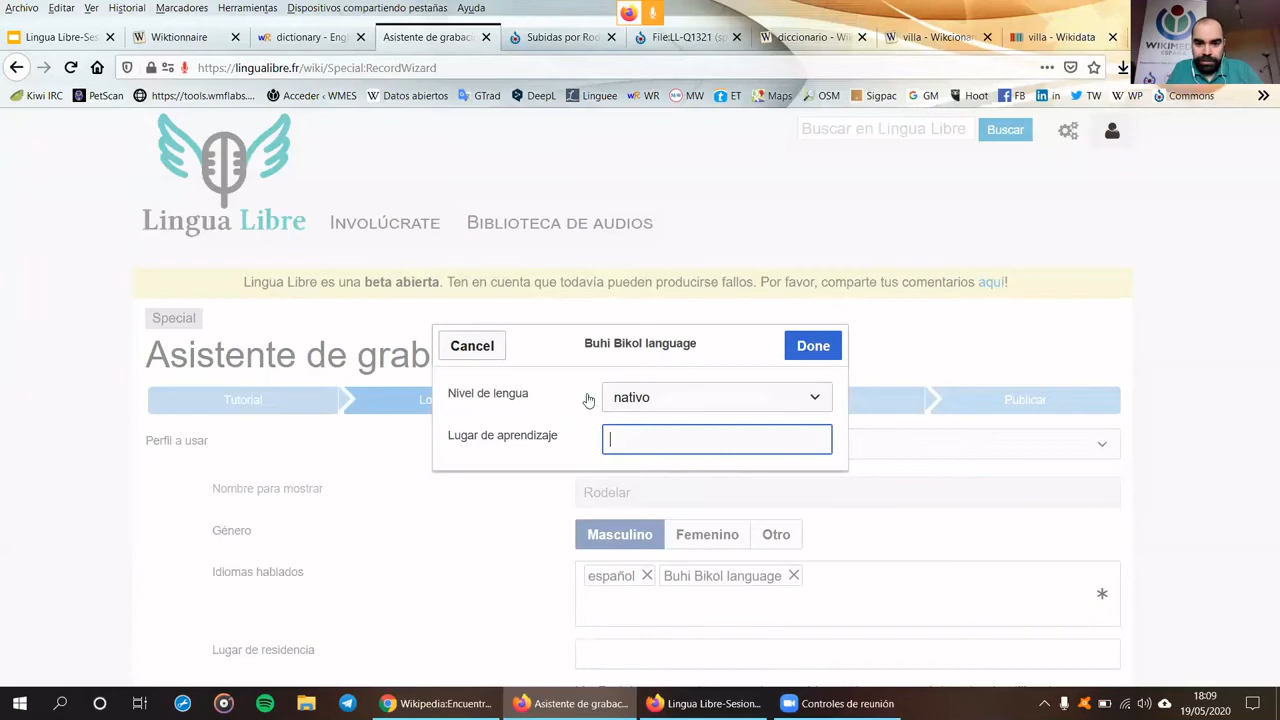 Archivo Editar Ver Historial Marcadores Herramientas Dispositivos compartiendo pestañas Ayuda
Lingua Libre-Ses
Wiktionnaire
dictionary - Engl
Asistente de grabac
Subidas por Rod
File:LL-Q1321 (sp
diccionario - Wi
villa - Wikcionar
villa - Wikidata
https://lingualibre.fr/wiki/Special:RecordWizard
WIKIMEDIA
ESPAÑA
Kiwi IRC PetScan https://tools.wmflabs... Acceder ‹ WMES Datos abiertos GTrad DeepL Linguee WR MW ET Maps OSM Sigpac GM Hoot FB in TW WP Commons
Buscar en Lingua Libre Buscar
Lingua Libre
Involúcrate Biblioteca de audios
Lingua Libre es una beta abierta. Ten en cuenta que todavía pueden producirse fallos. Por favor, comparte tus comentarios aquí!
Special
Asistente de grab
Cancel Buhi Bikol language Done
Nivel de lengua nativo
Lugar de aprendizaje
Tutorial Lo Publicar
Perfil a usar
Nombre para mostrar Rodelar
Género Masculino Femenino Otro
Idiomas hablados español Buhi Bikol language
Lugar de residencia
Wikipedia:Encuentr... Asistente de grabac... Lingua Libre-Sesion... Controles de reunión
18:09
19/05/2020